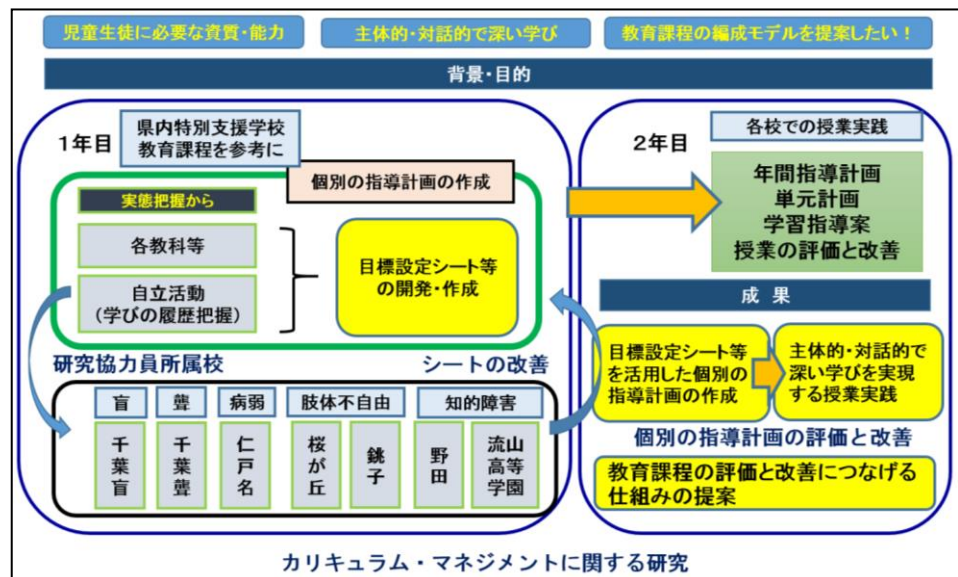 児童生徒に必要な資質・能力
主体的・対話的で深い学び
教育課程の編成モデルを提案したい！
背景・目的
1年目
県内特別支援学校
教育課程を参考に
個別の指導計画の作成
実態把握から
各教科等
自立活動
(学びの履歴把握)
目標設定シート等
の開発・作成
研究協力員所属校
シートの改善
盲
聾
病弱
肢体不自由
知的障害
千葉盲
千葉聾
仁戸名
桜が丘
銚子
野田
流山
高等
学園
2年目
各校での授業実践
年間指導計画
単元計画
学習指導案
授業の評価と改善
成 果
目標設定シート等
を活用した個別の
指導計画の作成
主体的・対話的で
深い学びを実現
する授業実践
個別の指導計画の評価と改善
教育課程の評価と改善につなげる
仕組みの提案
カリキュラム・マネジメントに関する研究